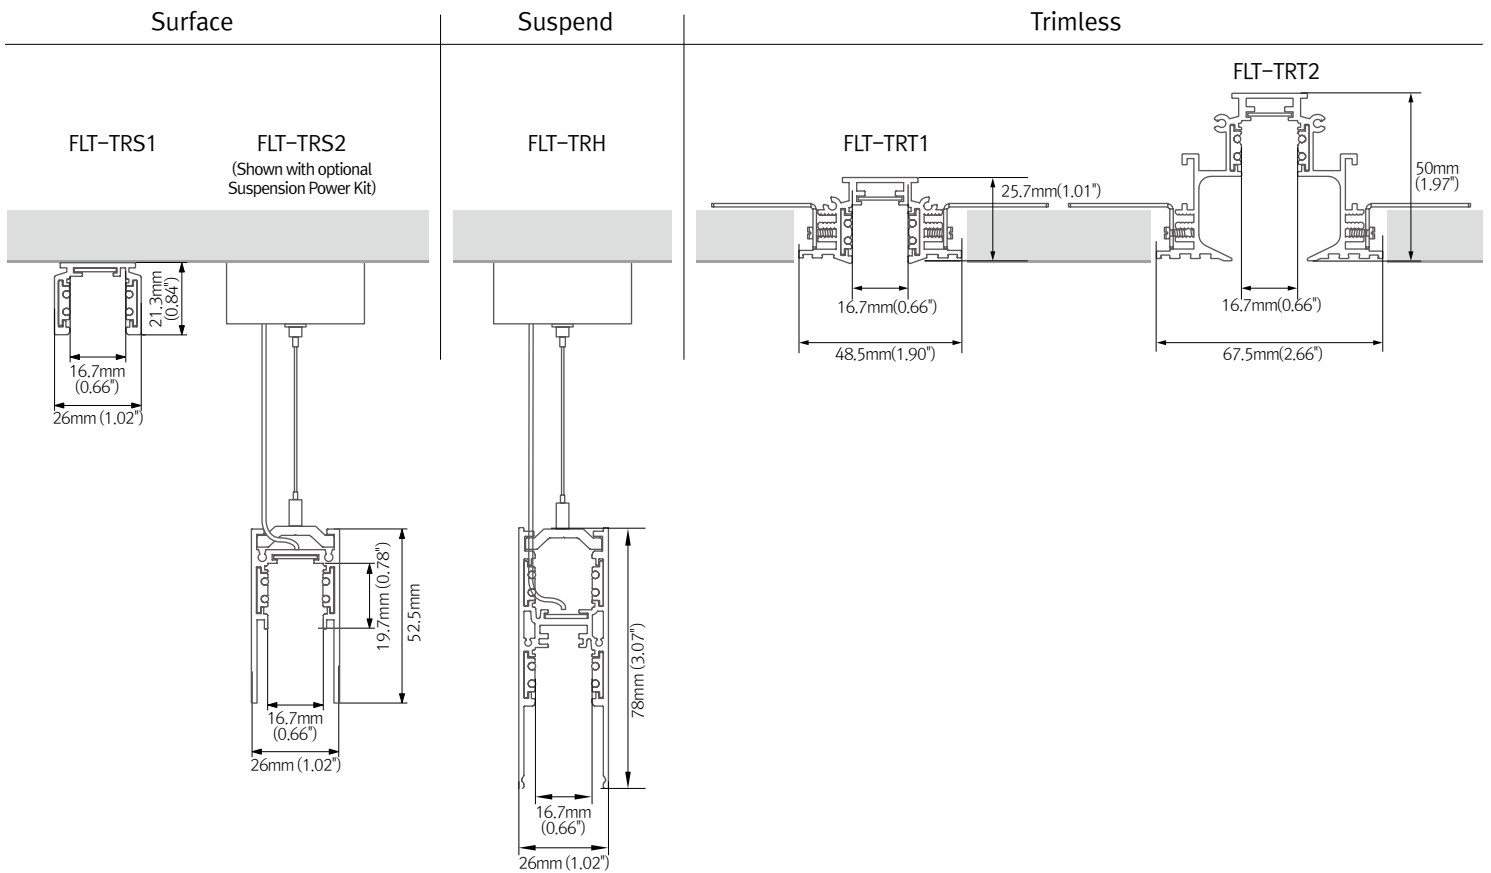 Surface
Suspend
Trimless
FLT-TRS1
FLT-TRS2
(Shown with optional
Suspension Power Kit)
FLT-TRH
FLT-TRT1
FLT-TRT2
21.3mm
(0.84")
16.7mm
(0.66")
26mm (1.02")
19.7mm (0.78")
52.5mm
16.7mm
(0.66")
26mm (1.02")
78mm (3.07")
16.7mm
(0.66")
26mm (1.02")
25.7mm(1.01")
16.7mm(0.66")
48.5mm(1.90")
50mm
(1.97")
16.7mm(0.66")
67.5mm(2.66")